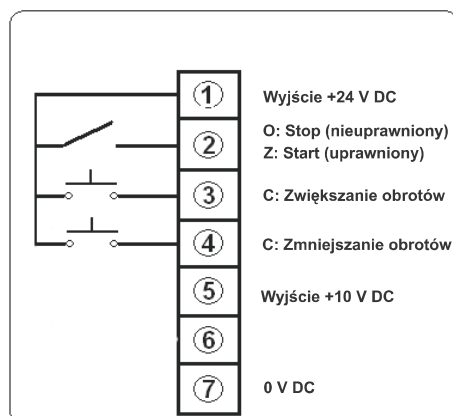 1 Wyjście +24 V DC
2 O: Stop (nieuprawniony)
Z: Start (uprawniony)
3 C: Zwiększanie obrotów
4 C: Zmniejszanie obrotów
5 Wyjście +10 V DC
6
7 0 V DC